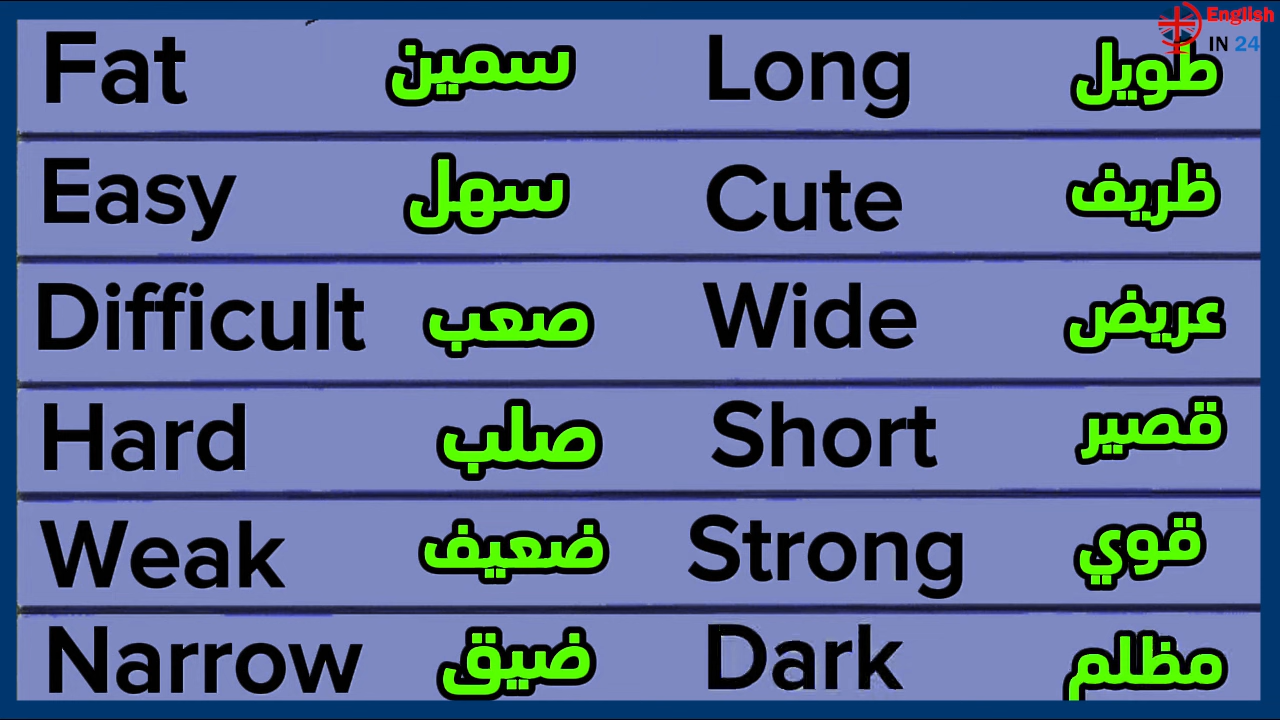 English
IN 24
Fat سمين Long طويل
Easy سهل Cute ظريف
Difficult صعب Wide عريض
Hard صلب Short قصير
Weak ضعيف Strong قوي
Narrow ضيق Dark مظلم